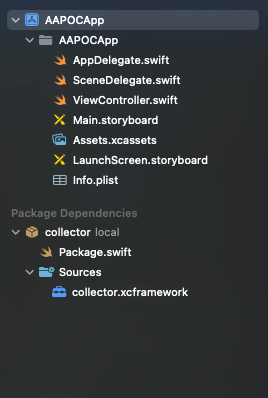 AAPOCApp
AAPOCApp
AppDelegate.swift
SceneDelegate.swift
ViewController.swift
Main.storyboard
Assets.xcassets
LaunchScreen.storyboard
Info.plist
Package Dependencies
collector local
Package.swift
Sources
collector.xcframework